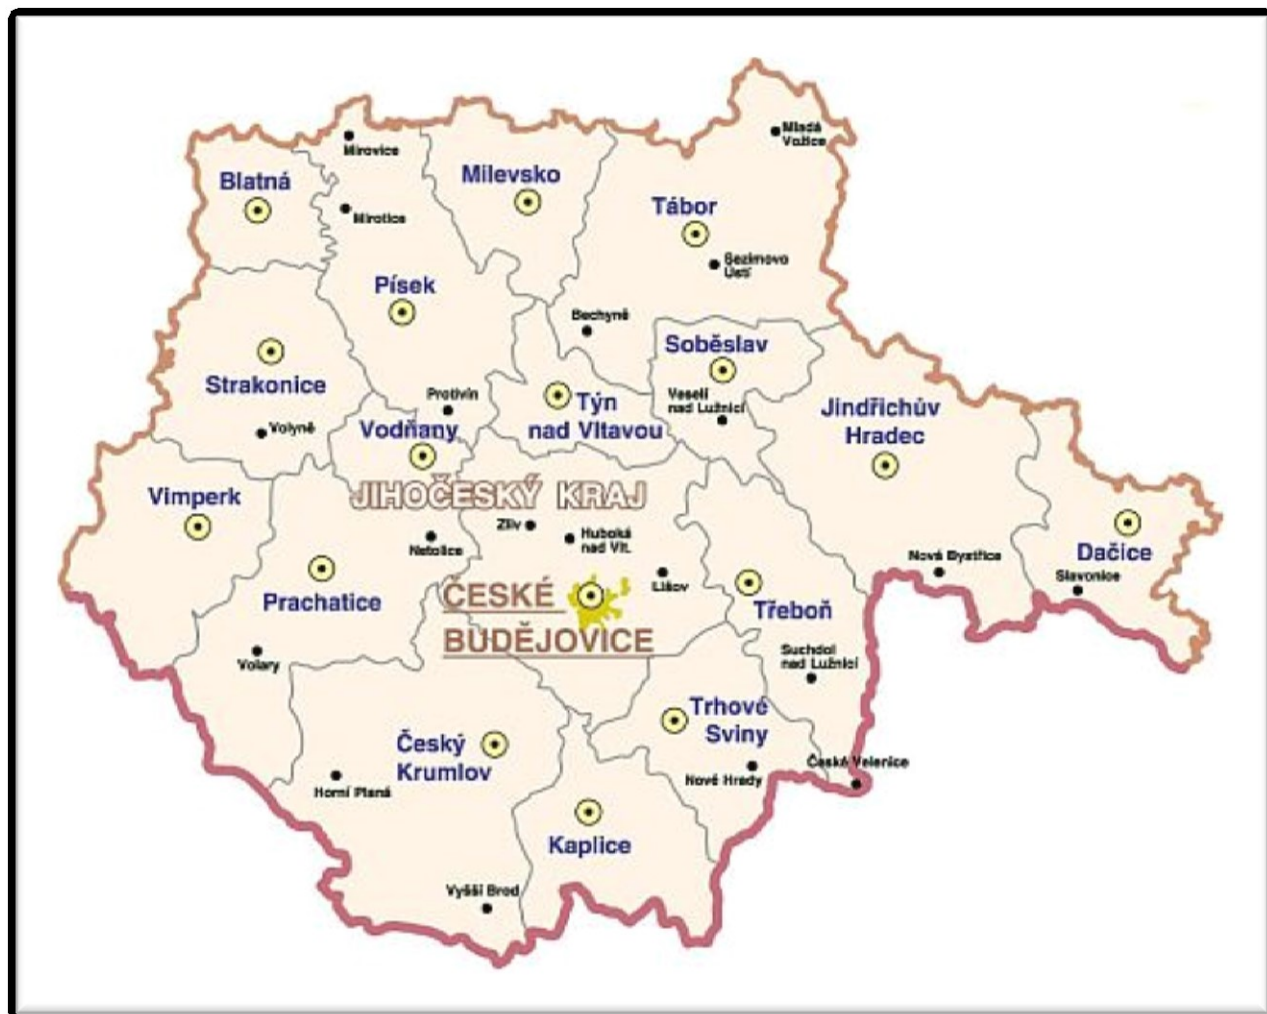 Mladá
Vožice
Mirovice
Milevsko
Blatná
Tábor
Mirotice
Sezimovo
Ústí
Písek
Bechyně
Soběslav
Strakonice
Protivín
Veselí
nad Lužnicí
Týn
nad Vltavou
Jindřichův
Hradec
Volyně
Vodňany
Vimperk
JIHOČESKÝ KRAJ
Zliv
Huboká
nad Vlt.
Netolice
Dačice
Nová Bystřice
Slavonice
Lišov
Prachatice
ČESKÉ
BUDĚJOVICE
Třeboň
Suchdol
nad Lužnicí
Volary
Trhové
Sviny
Český
Krumlov
Česká Velenice
Nové Hrady
Horní Planá
Kaplice
Vyšší Brod